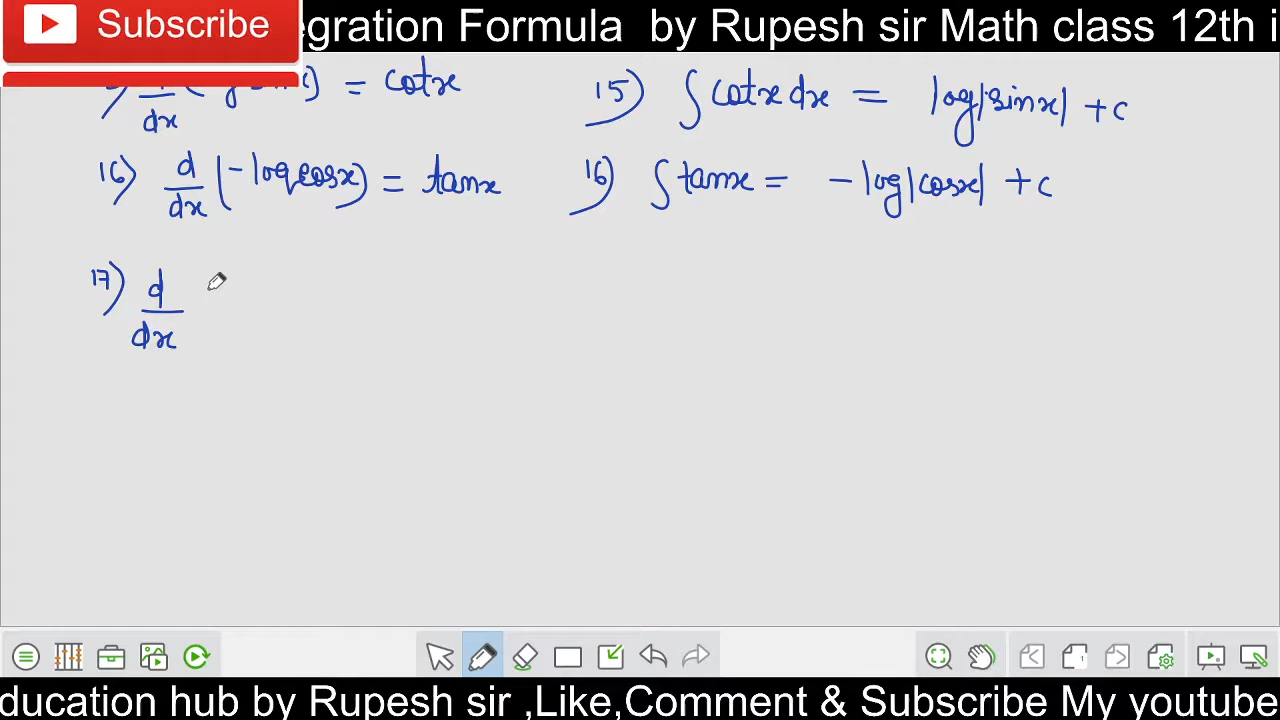 Subscribe
egration Formula by Rupesh sir Math class 12th i
d/dx = cotx
15) ∫ cotx dx = log|sinx| + c
16) d/dx (-log cosx) = tanx
16) ∫ tanx = -log|cosx| + c
17) d/dx
ducation hub by Rupesh sir ,Like,Comment & Subscribe My youtube